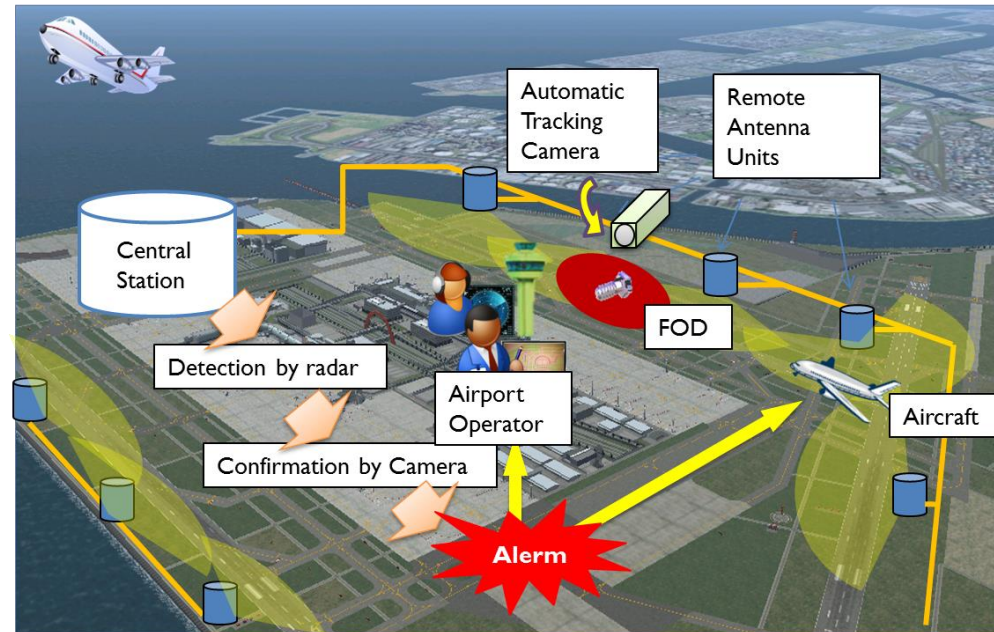 Automatic
Tracking
Camera
Remote
Antenna
Units
Central
Station
FOD
Detection by radar
Airport
Operator
Aircraft
Confirmation by Camera
Alerm